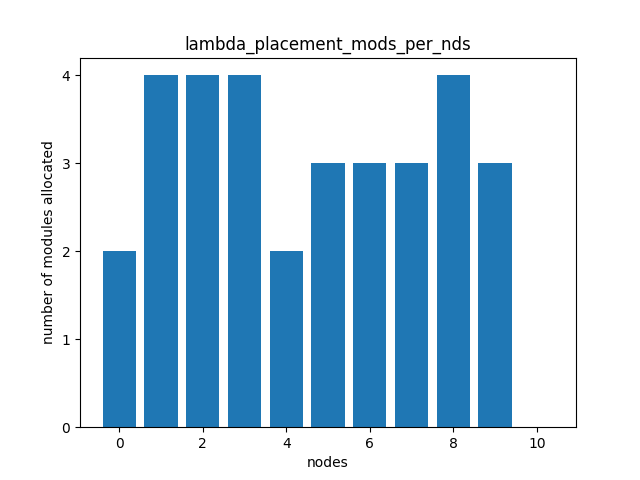 lambda_placement_mods_per_nds
number of modules allocated
4
3
2
1
0
0 2 4 6 8 10
nodes